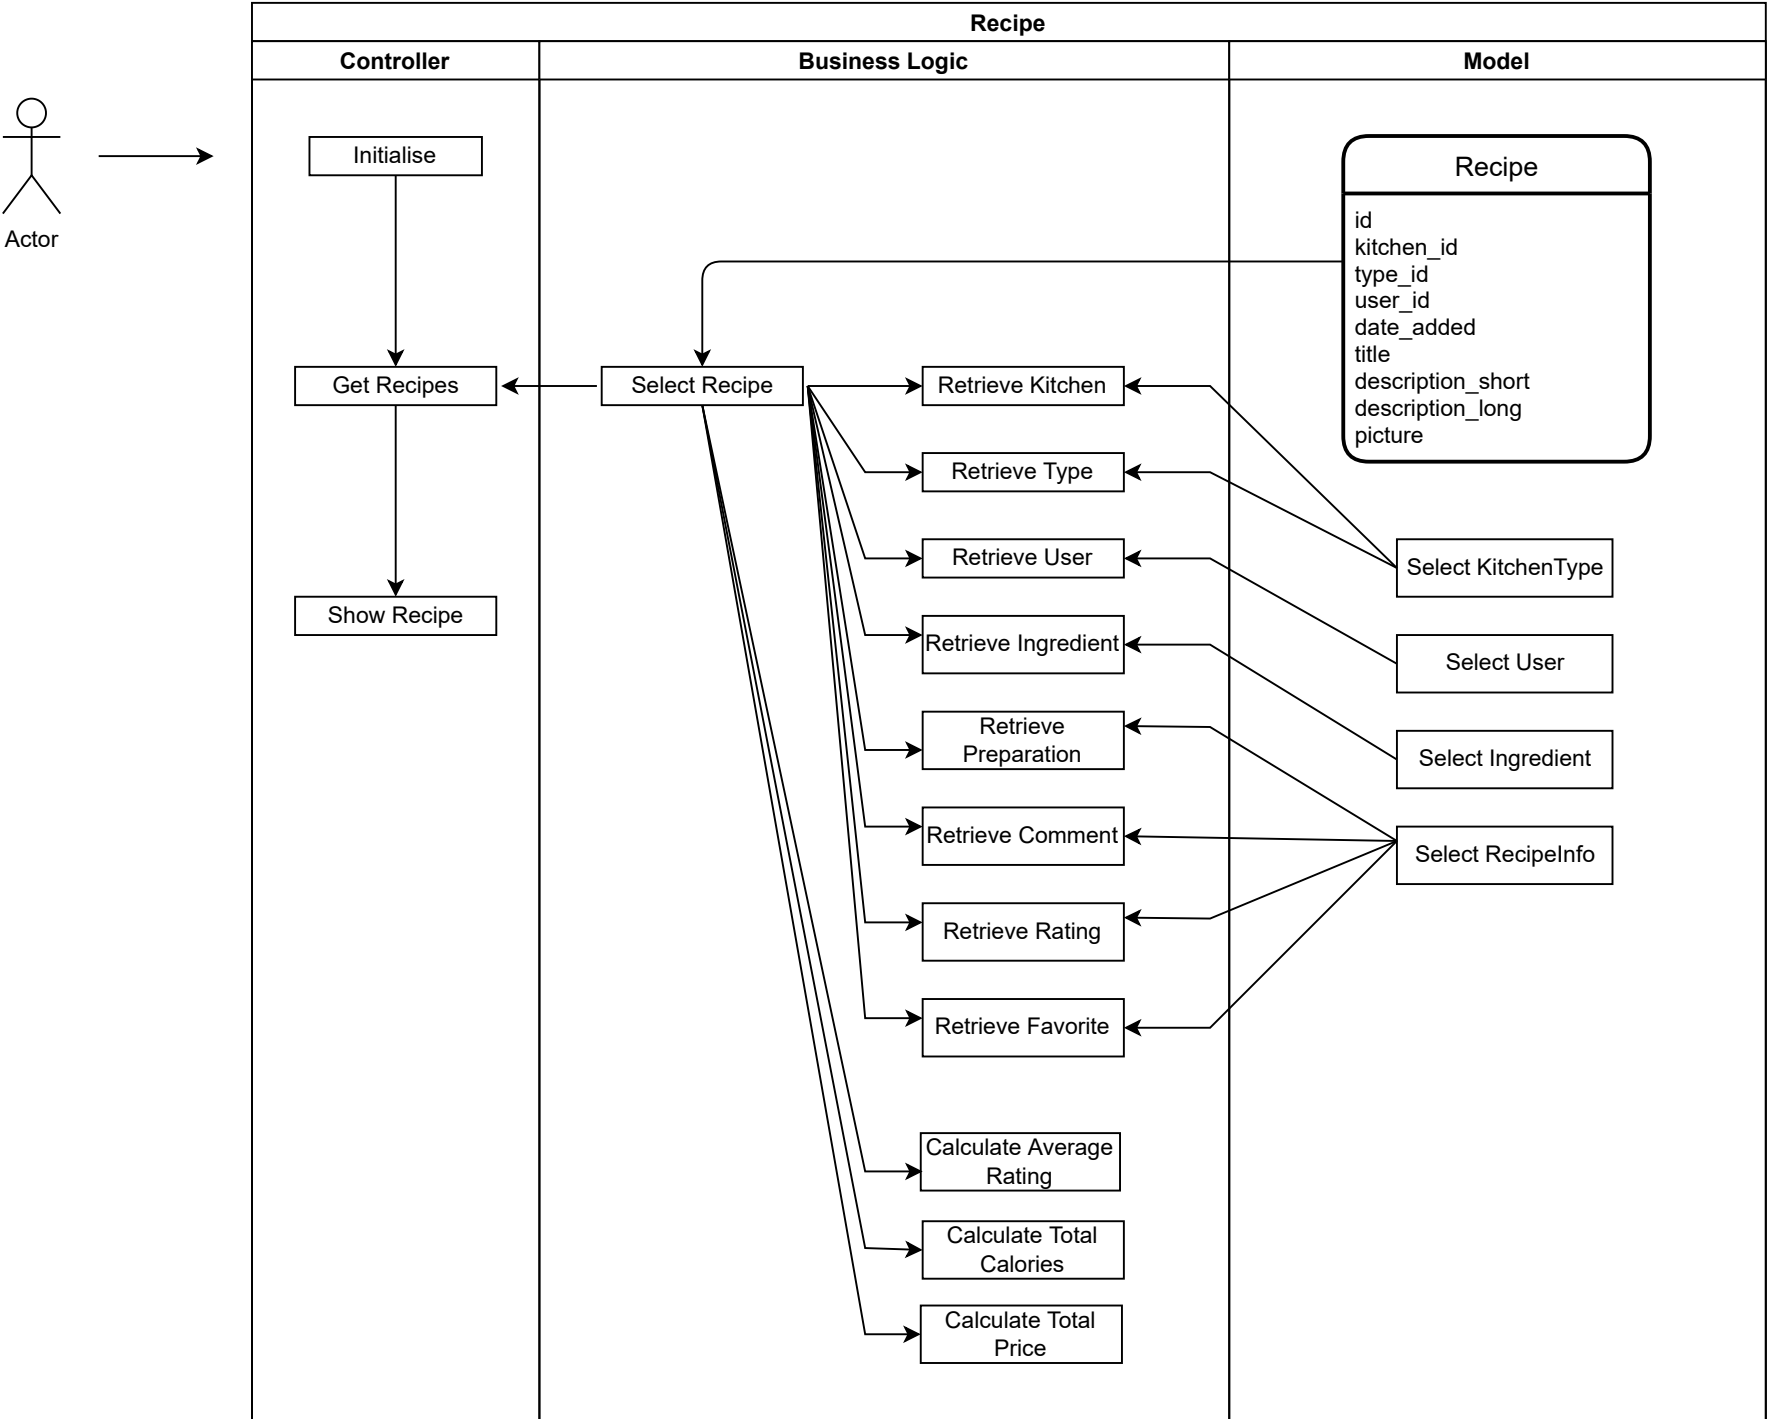 Recipe
Controller
Business Logic
Model
Actor
Initialise
Get Recipes
Show Recipe
Select Recipe
Retrieve Kitchen
Retrieve Type
Retrieve User
Retrieve Ingredient
Retrieve
Preparation
Retrieve Comment
Retrieve Rating
Retrieve Favorite
Calculate Average
Rating
Calculate Total
Calories
Calculate Total
Price
Recipe
id
kitchen_id
type_id
user_id
date_added
title
description_short
description_long
picture
Select KitchenType
Select User
Select Ingredient
Select RecipeInfo